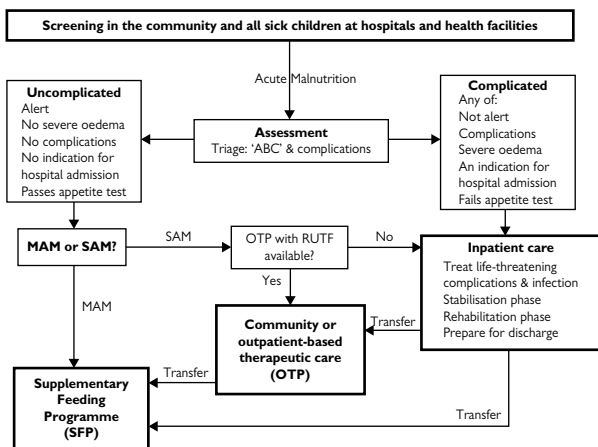 Screening in the community and all sick children at hospitals and health facilities
Acute Malnutrition
Uncomplicated
Alert
No severe oedema
No complications
No indication for
hospital admission
Passes appetite test
Assessment
Triage: ‘ABC’ & complications
Complicated
Any of:
Not alert
Complications
Severe oedema
An indication for
hospital admission
Fails appetite test
MAM or SAM?
SAM
OTP with RUTF
available?
No
Inpatient care
Treat life-threatening
complications & infection
Stabilisation phase
Rehabilitation phase
Prepare for discharge
MAM
Yes
Community or
outpatient-based
therapeutic care
(OTP)
Transfer
Transfer
Supplementary
Feeding
Programme
(SFP)
Transfer